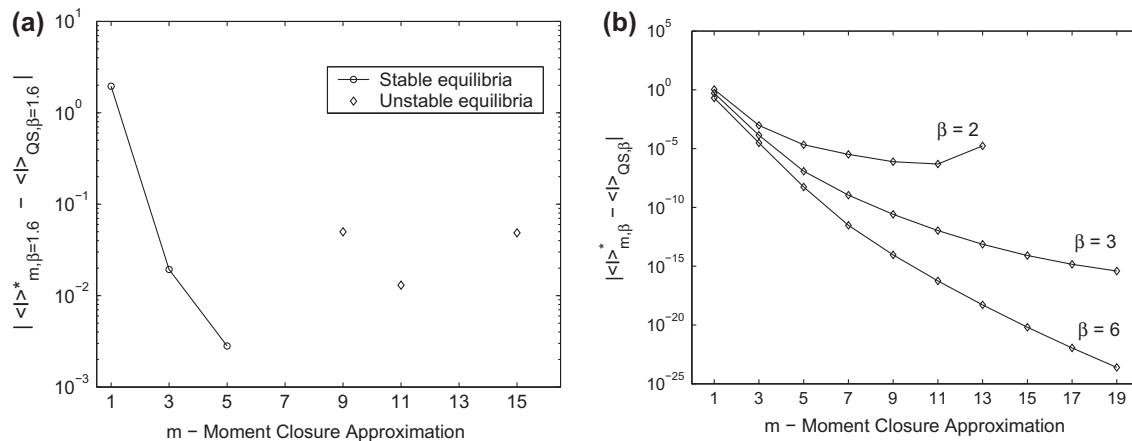 (a)
| <I>*m,β=1.6 − <I>QS,β=1.6 |
10^1
10^0
10^−1
10^−2
10^−3
Stable equilibria
Unstable equilibria
1 3 5 7 9 11 13 15
m − Moment Closure Approximation
(b)
|<I>*m,β − <I>QS,β|
10^5
10^0
10^−5
10^−10
10^−15
10^−20
10^−25
β = 2
β = 3
β = 6
1 3 5 7 9 11 13 15 17 19
m − Moment Closure Approximation